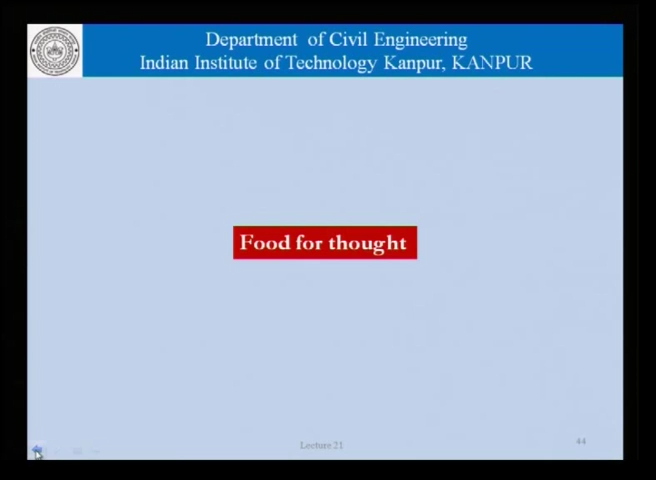 Department of Civil Engineering
Indian Institute of Technology Kanpur, KANPUR
Food for thought
Lecture 21
44